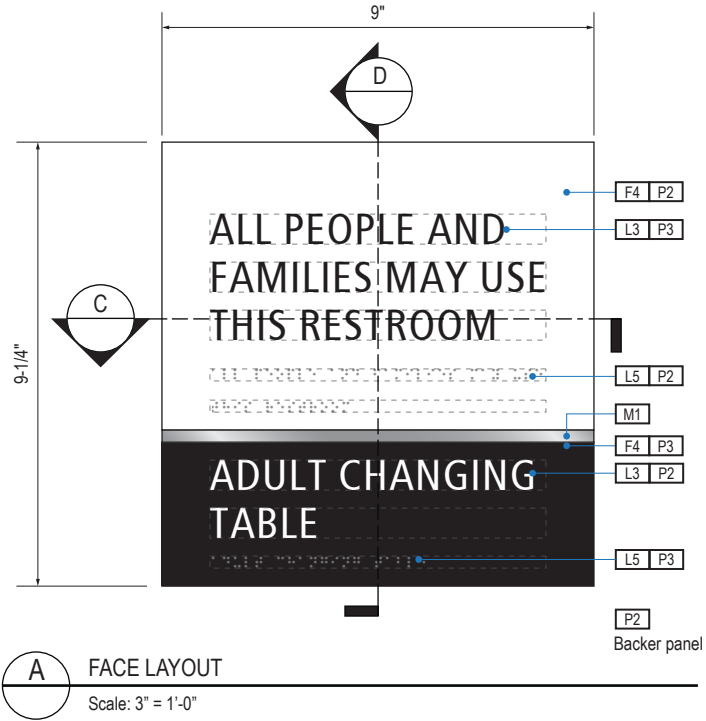 9"
D
F4 P2
ALL PEOPLE AND
L3 P3
FAMILIES MAY USE
C
THIS RESTROOM
9-1/4"
L5 P2
M1
F4 P3
ADULT CHANGING
L3 P2
TABLE
L5 P3
P2
Backer panel
A
FACE LAYOUT
Scale: 3” = 1’-0”